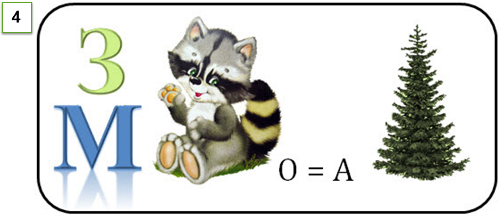 4
З
М
О = А